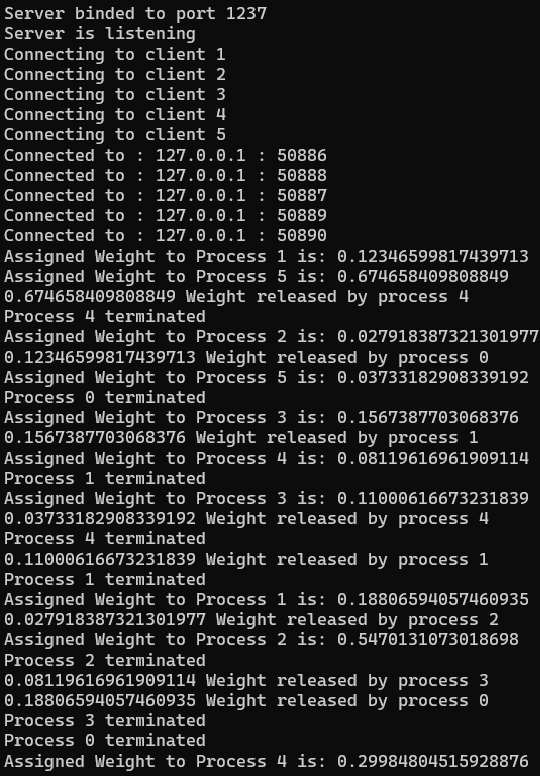 Server binded to port 1237
Server is listening
Connecting to client 1
Connecting to client 2
Connecting to client 3
Connecting to client 4
Connecting to client 5
Connected to : 127.0.0.1 : 50886
Connected to : 127.0.0.1 : 50888
Connected to : 127.0.0.1 : 50887
Connected to : 127.0.0.1 : 50889
Connected to : 127.0.0.1 : 50890
Assigned Weight to Process 1 is: 0.12346599817439713
Assigned Weight to Process 5 is: 0.674658409808849
0.674658409808849 Weight released by process 4
Process 4 terminated
Assigned Weight to Process 2 is: 0.027918387321301977
0.12346599817439713 Weight released by process 0
Assigned Weight to Process 5 is: 0.03733182908339192
Process 0 terminated
Assigned Weight to Process 3 is: 0.1567387703068376
0.1567387703068376 Weight released by process 1
Assigned Weight to Process 4 is: 0.08119616961909114
Process 1 terminated
Assigned Weight to Process 3 is: 0.11000616673231839
0.03733182908339192 Weight released by process 4
Process 4 terminated
0.11000616673231839 Weight released by process 1
Process 1 terminated
Assigned Weight to Process 1 is: 0.18806594057460935
0.027918387321301977 Weight released by process 2
Assigned Weight to Process 2 is: 0.5470131073018698
Process 2 terminated
0.08119616961909114 Weight released by process 3
0.18806594057460935 Weight released by process 0
Process 3 terminated
Process 0 terminated
Assigned Weight to Process 4 is: 0.29984804515928876